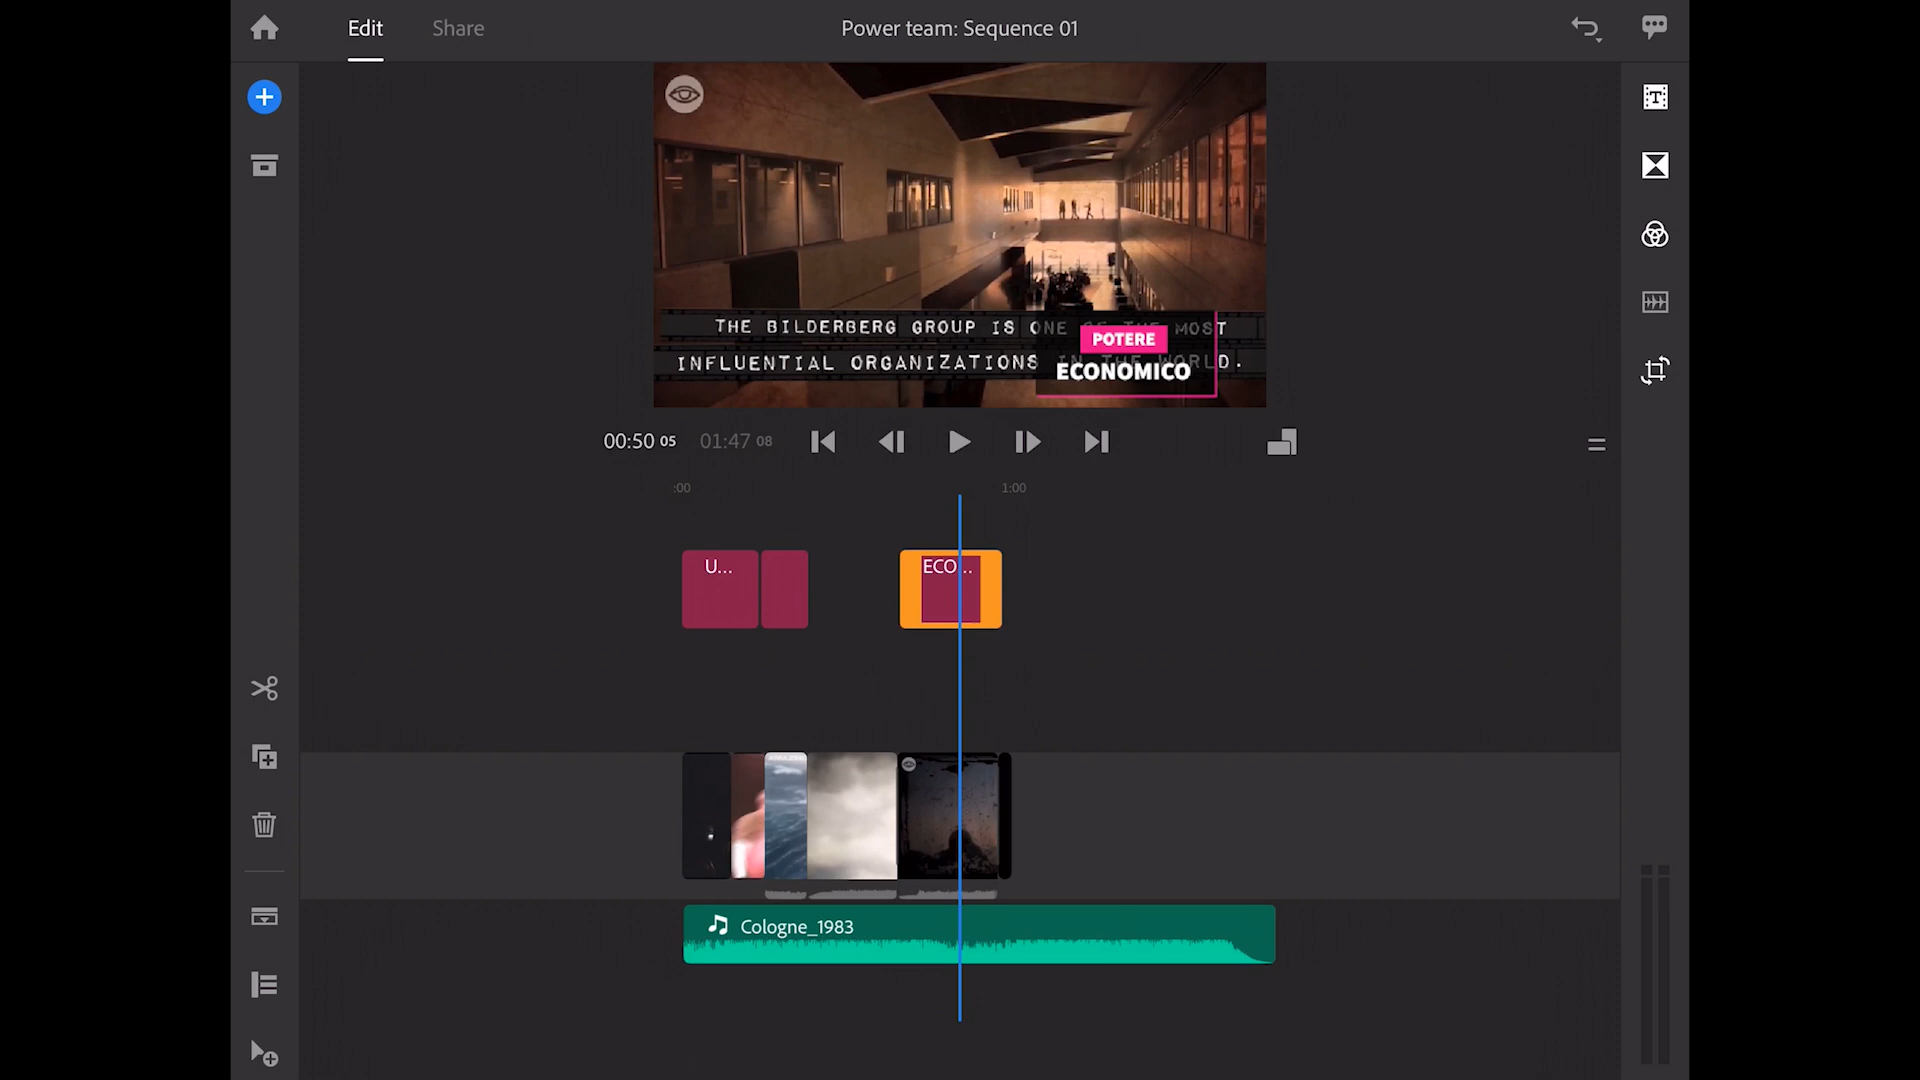 Edit
Share
Power team: Sequence 01
THE BILDERBERG GROUP IS ONE OF THE MOST
INFLUENTIAL ORGANIZATIONS IN THE WORLD.
POTERE
ECONOMICO
00:50 05
01:47 08
:00
1:00
U...
ECO...
Cologne_1983